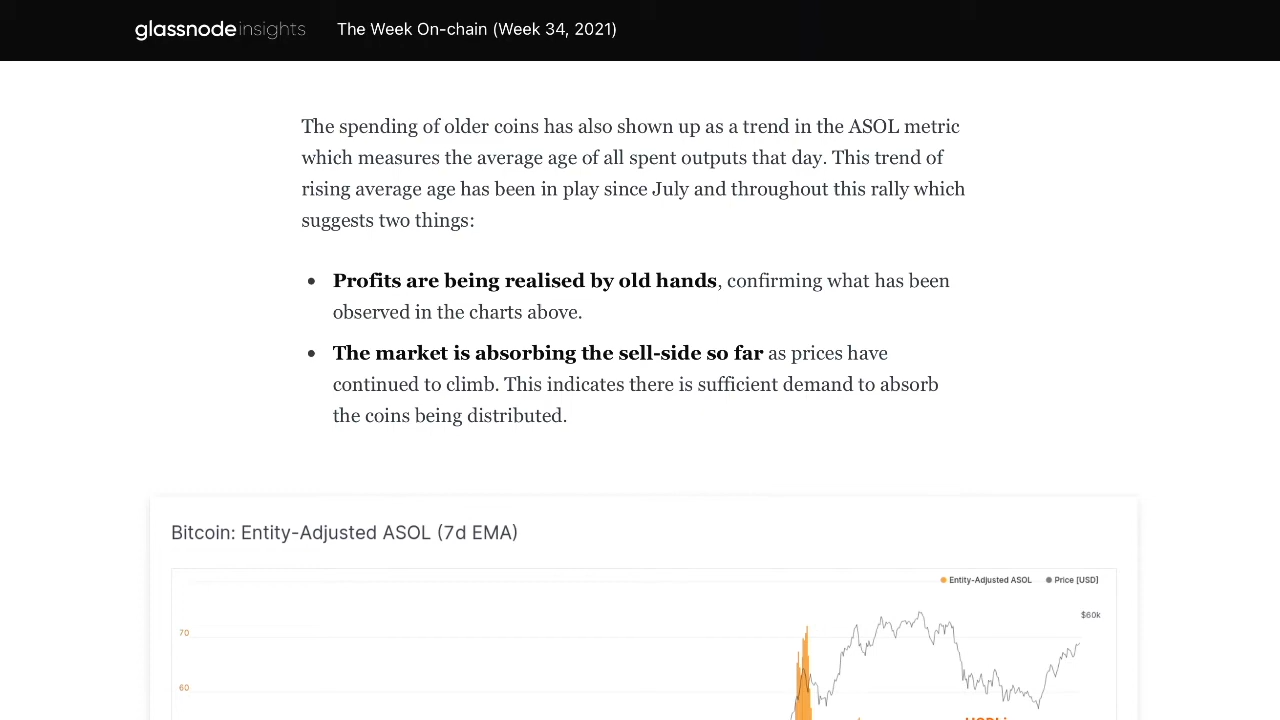 glassnode insights The Week On-chain (Week 34, 2021)
The spending of older coins has also shown up as a trend in the ASOL metric
which measures the average age of all spent outputs that day. This trend of
rising average age has been in play since July and throughout this rally which
suggests two things:
• Profits are being realised by old hands, confirming what has been
observed in the charts above.
• The market is absorbing the sell-side so far as prices have
continued to climb. This indicates there is sufficient demand to absorb
the coins being distributed.
Bitcoin: Entity-Adjusted ASOL (7d EMA)
Entity-Adjusted ASOL Price [USD]
$60k
70
60